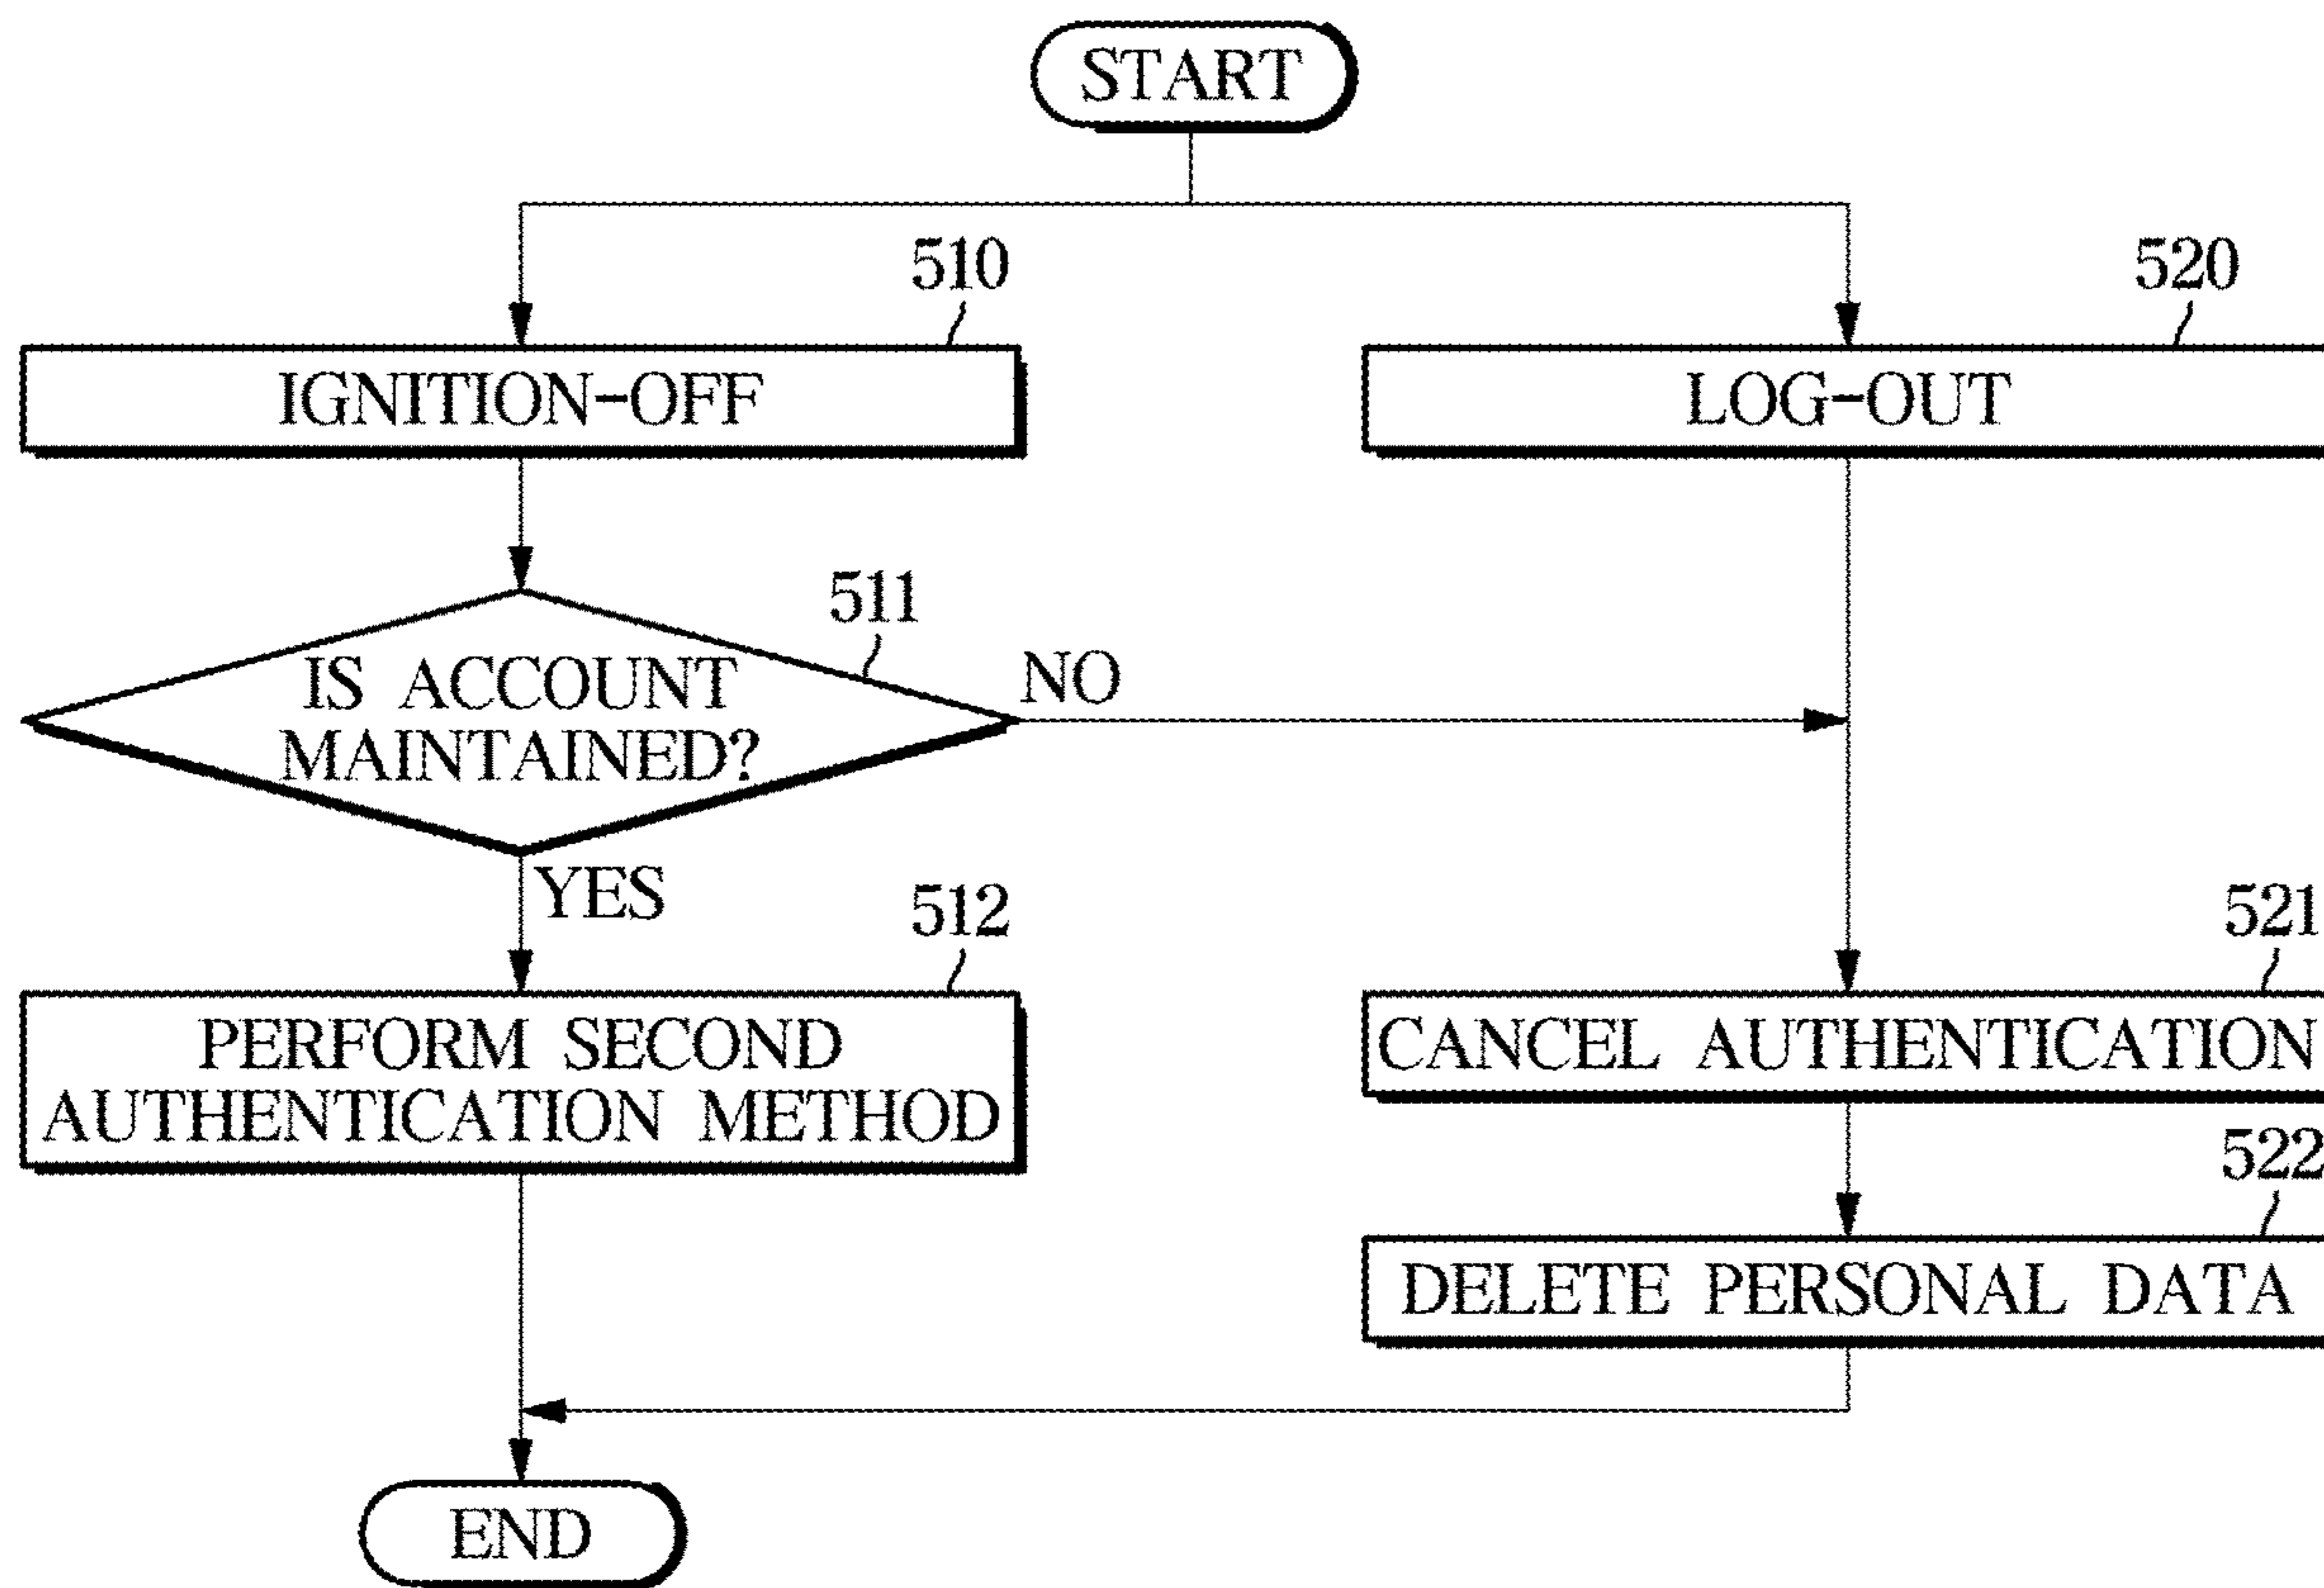 START
510
520
IGNITION-OFF
LOG-OUT
511
IS ACCOUNT
MAINTAINED?
NO
YES
512
521
PERFORM SECOND
AUTHENTICATION METHOD
CANCEL AUTHENTICATION
522
DELETE PERSONAL DATA
END